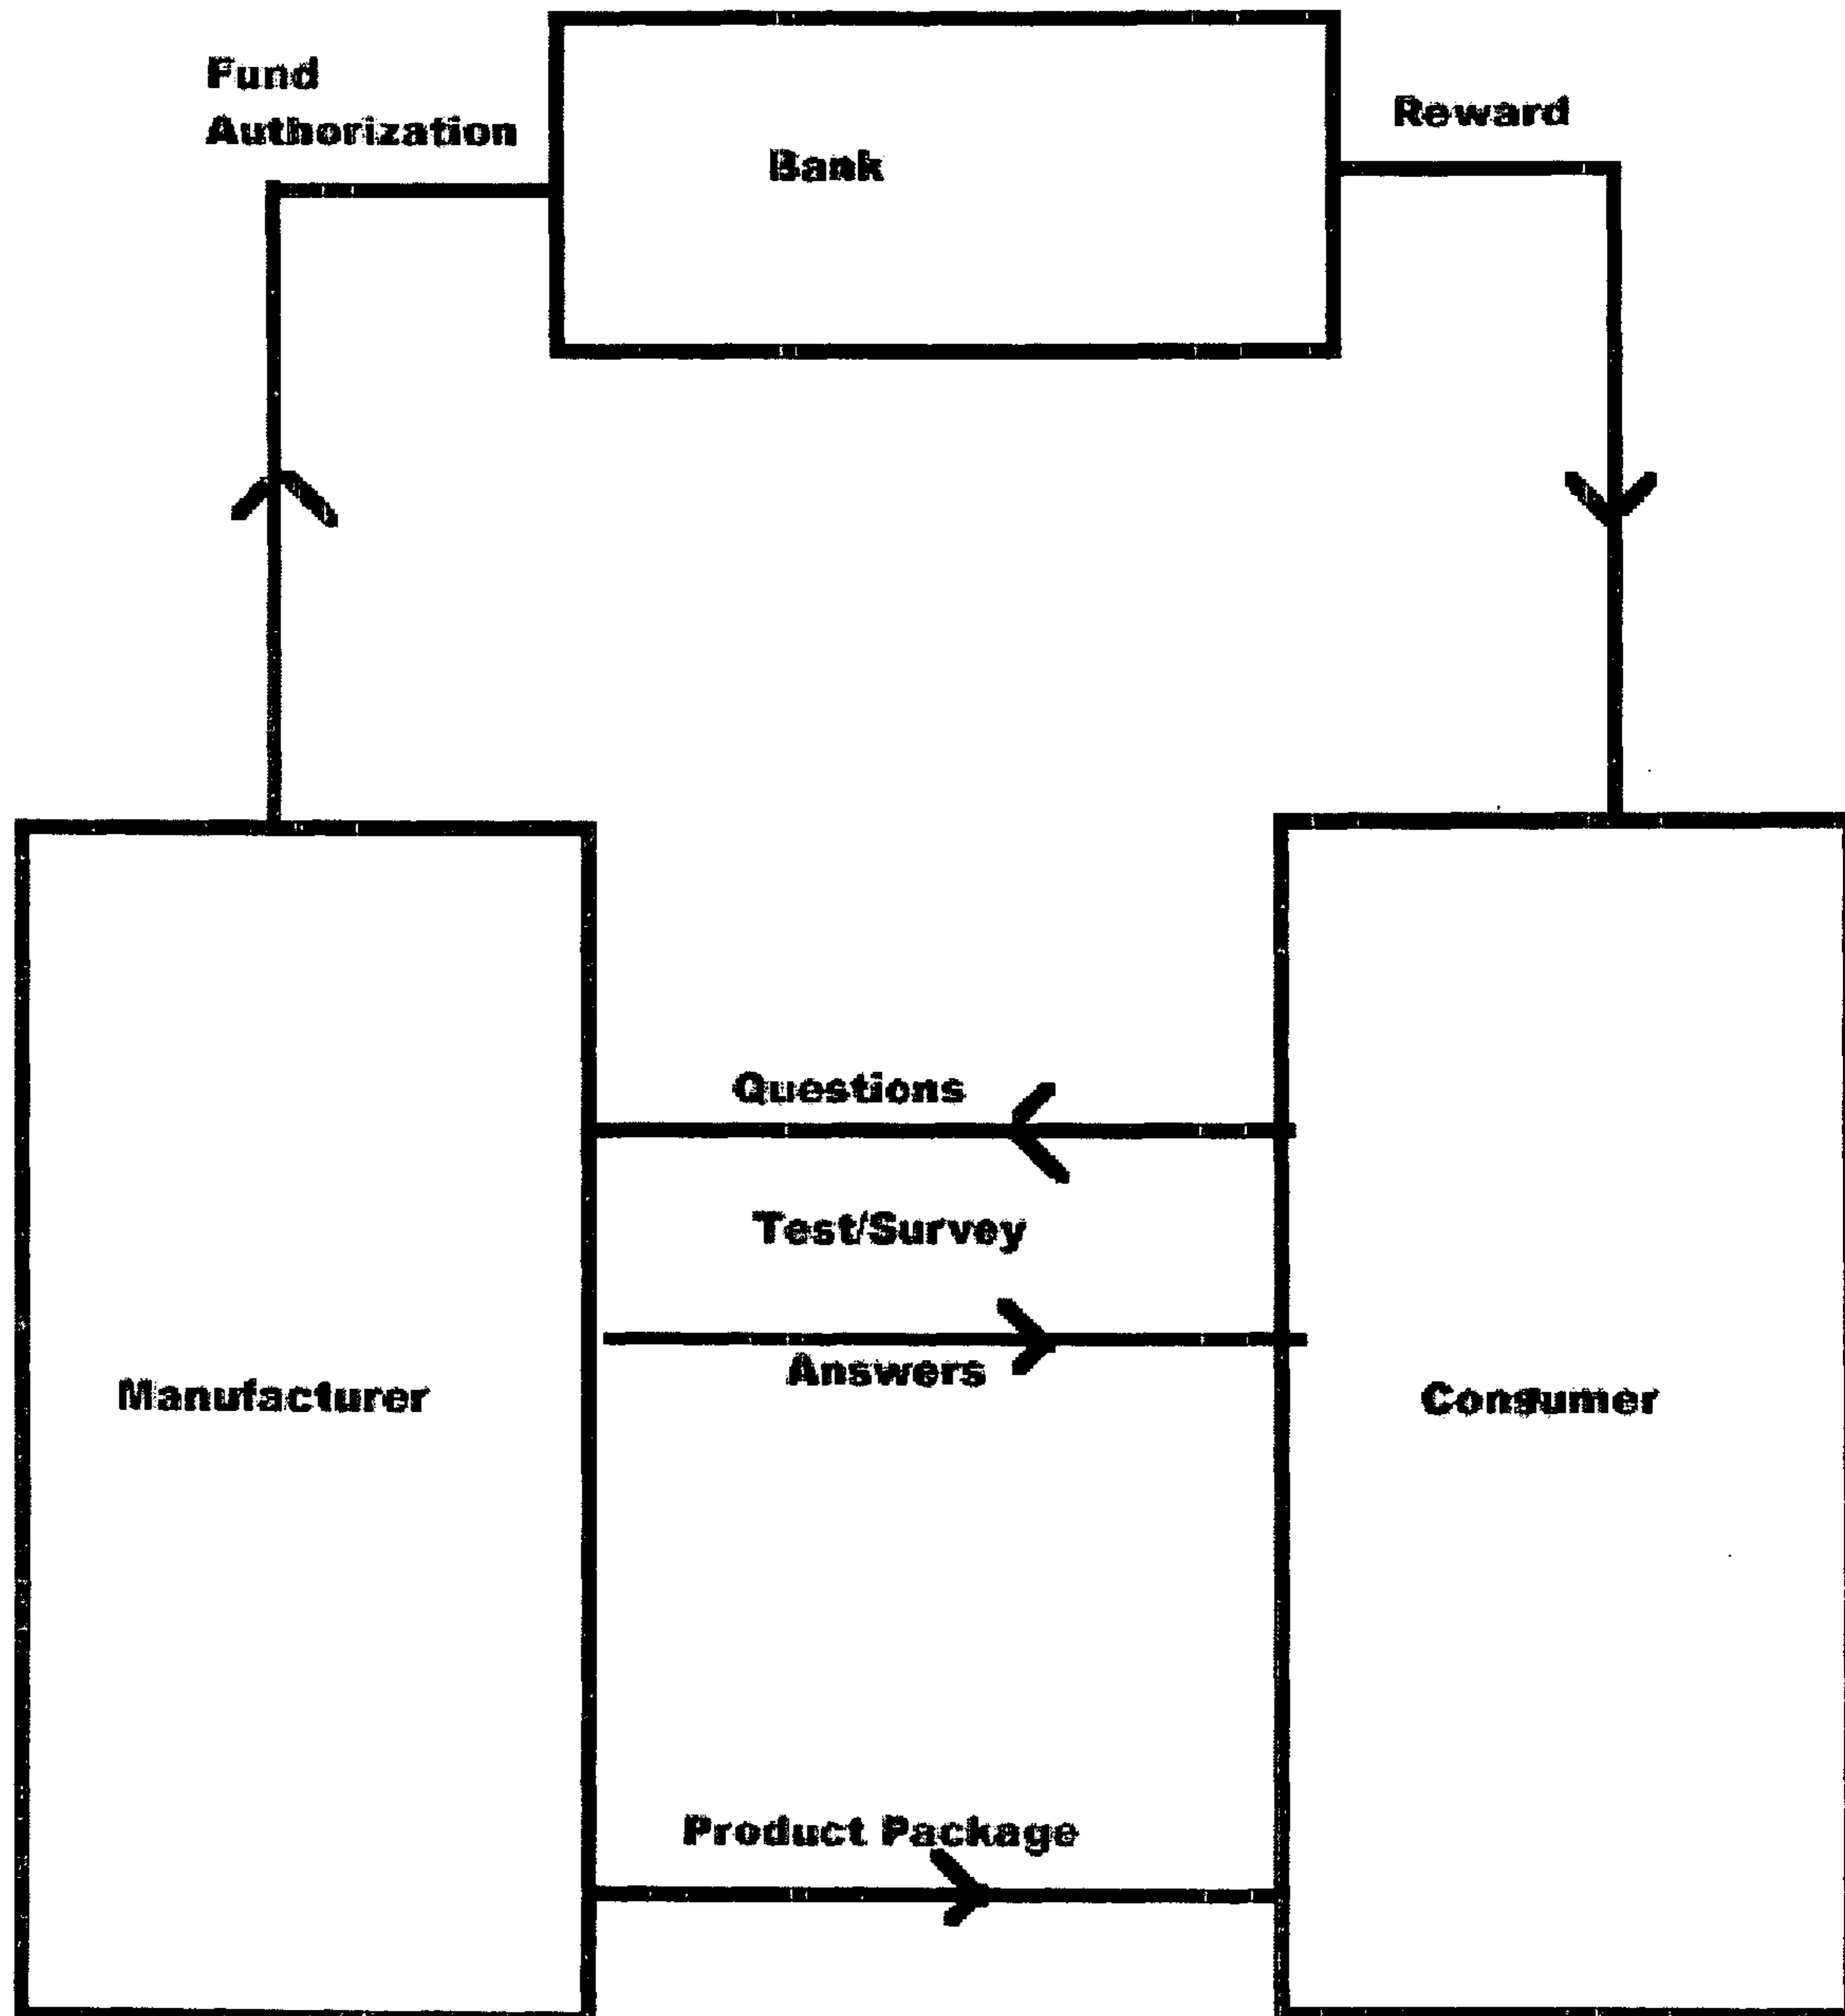 Fund
Authorization
Bank
Reward
Questions
Test/Survey
Answers
Manufacturer
Consumer
Product Package